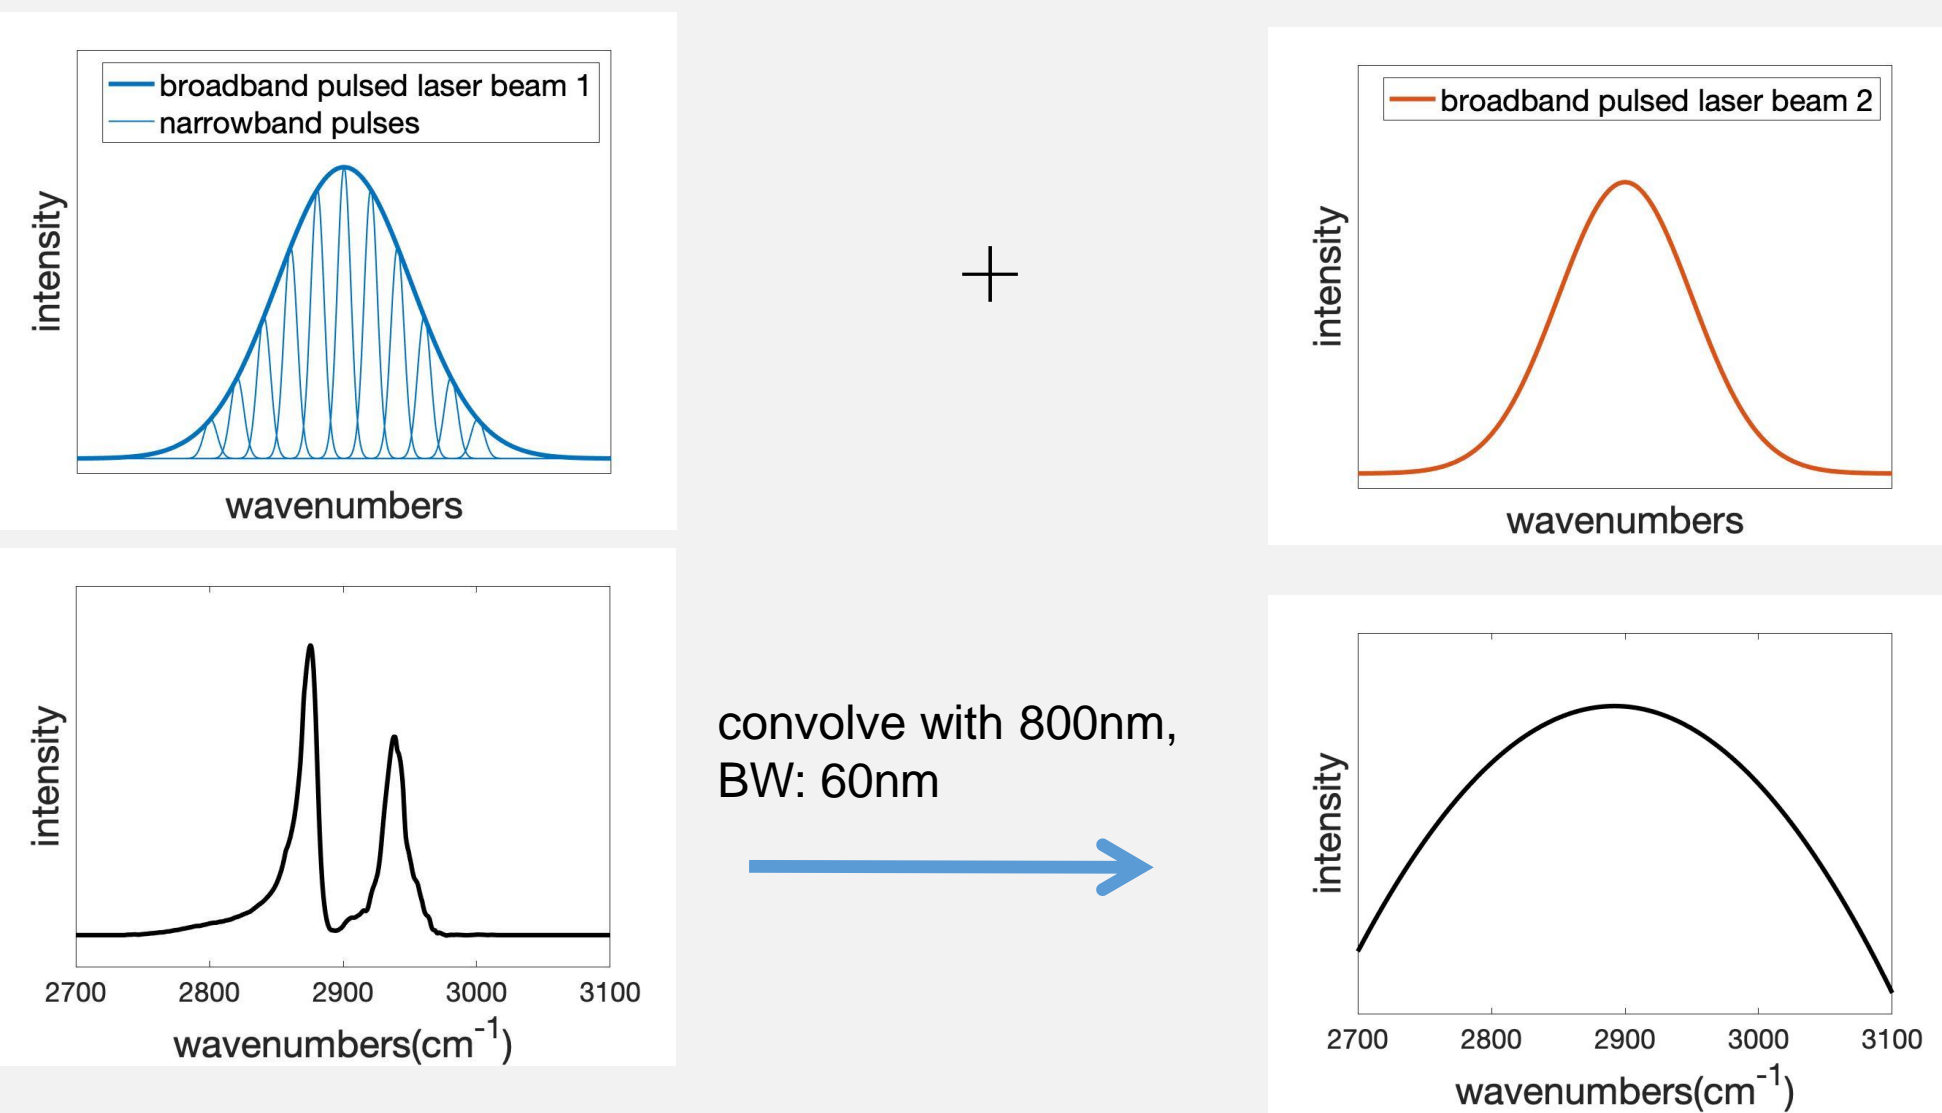 broadband pulsed laser beam 1
narrowband pulses
intensity
wavenumbers
+
broadband pulsed laser beam 2
intensity
wavenumbers
intensity
2700 2800 2900 3000 3100
wavenumbers(cm⁻¹)
convolve with 800nm,
BW: 60nm
intensity
2700 2800 2900 3000 3100
wavenumbers(cm⁻¹)